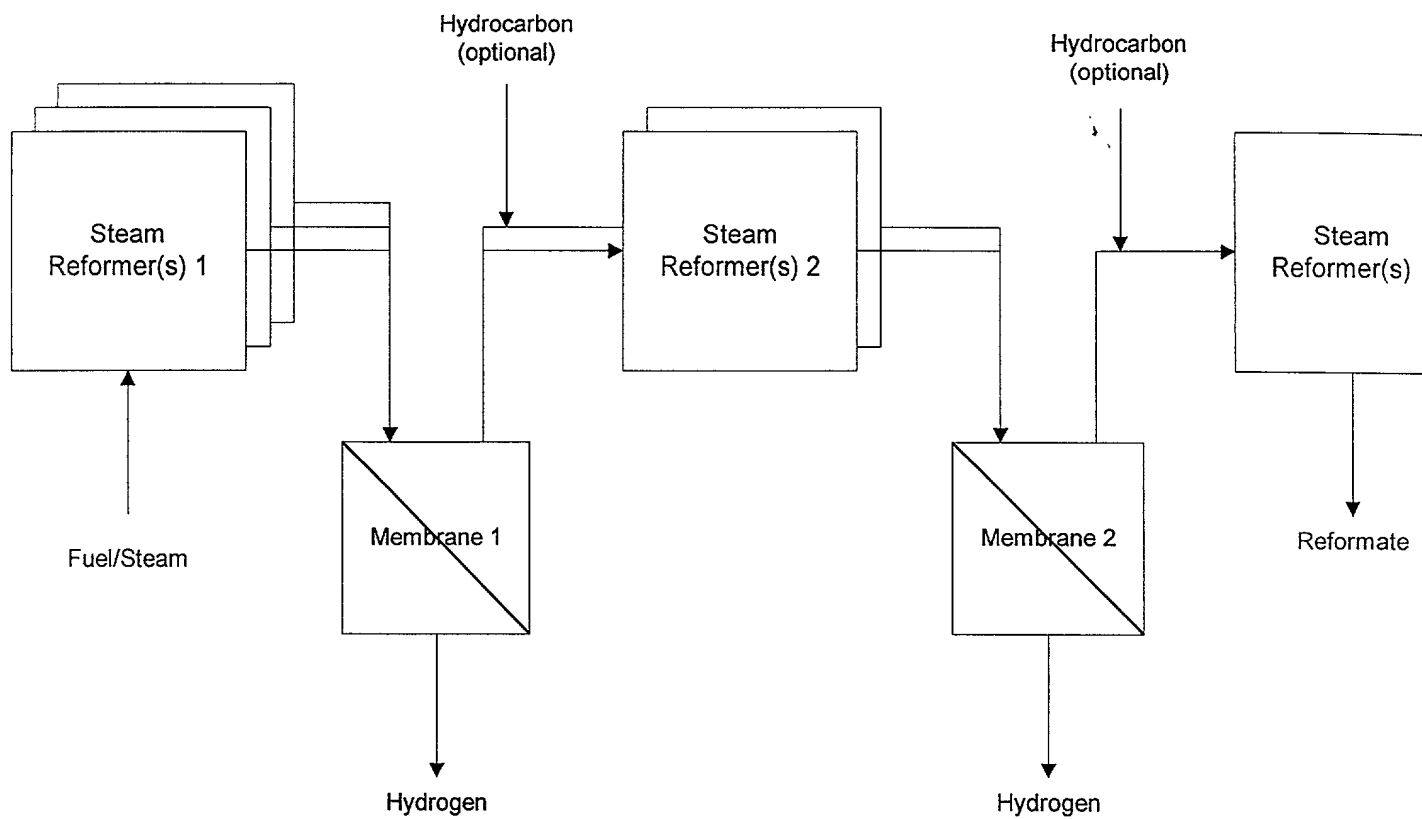 Hydrocarbon
(optional)
Hydrocarbon
(optional)
Steam
Reformer(s) 1
Steam
Reformer(s) 2
Steam
Reformer(s)
Membrane 1
Membrane 2
Fuel/Steam
Reformate
Hydrogen
Hydrogen